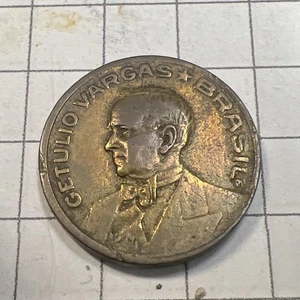 GETULIO VARGAS ★ BRASIL